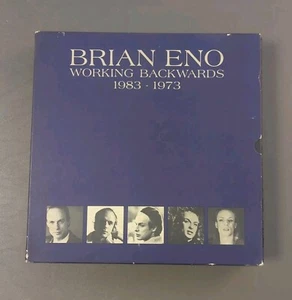 BRIAN ENO
WORKING BACKWARDS
1983 · 1973